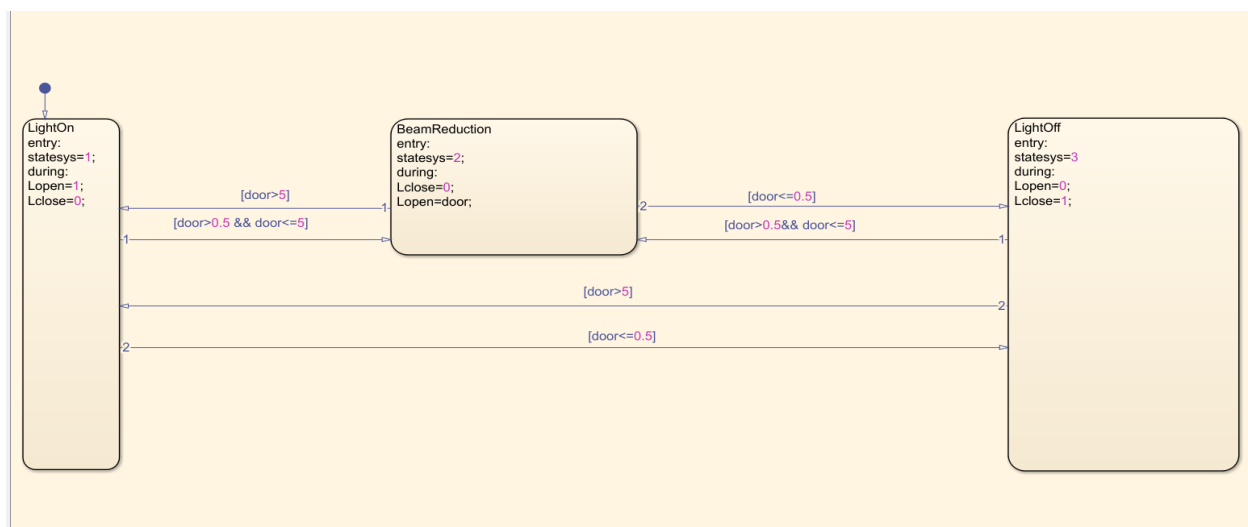 LightOn
entry:
statesys=1;
during:
Lopen=1;
Lclose=0;
BeamReduction
entry:
statesys=2;
during:
Lclose=0;
Lopen=door;
LightOff
entry:
statesys=3
during:
Lopen=0;
Lclose=1;
[door>5]
1
[door<=0.5]
2
[door>0.5 && door<=5]
1
[door>0.5&& door<=5]
1
[door>5]
2
[door<=0.5]
2